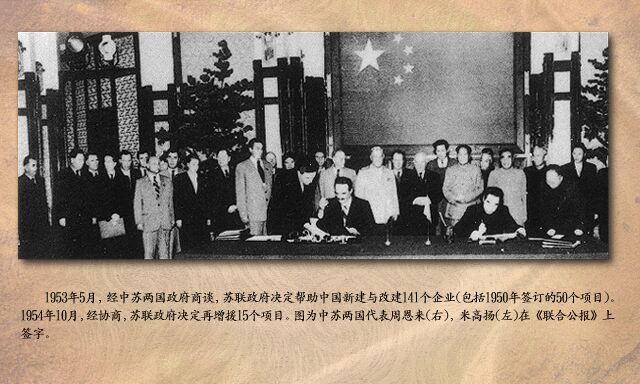 1953年5月，经中苏两国政府商谈，苏联政府决定帮助中国新建与改建141个企业(包括1950年签订的50个项目)。
1954年10月，经协商，苏联政府决定再增援15个项目。图为中苏两国代表周恩来(右)，米高扬(左)在《联合公报》上
签字。